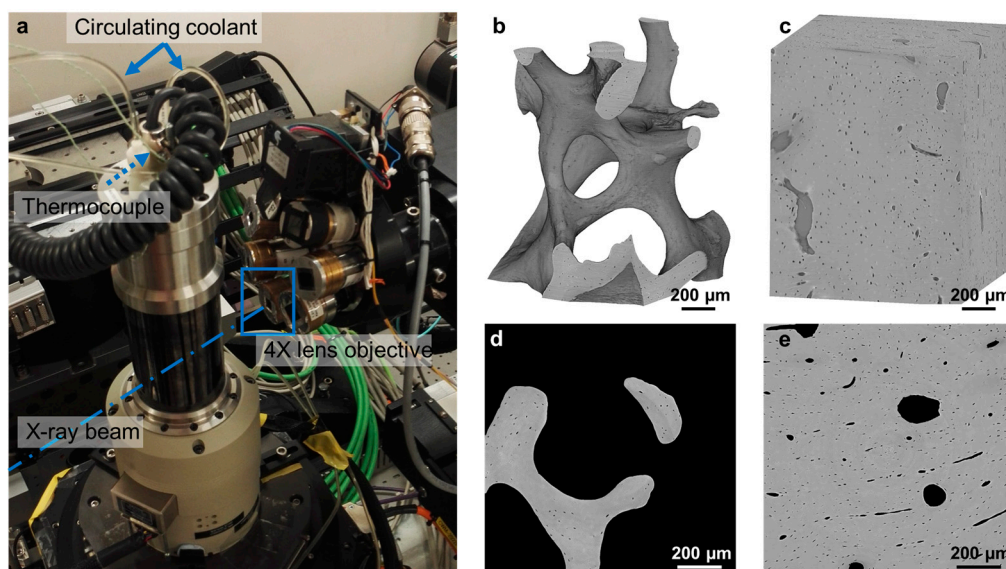 a
Circulating coolant
Thermocouple
4X lens objective
X-ray beam
b
200 µm
c
200 µm
d
200 µm
e
200 µm